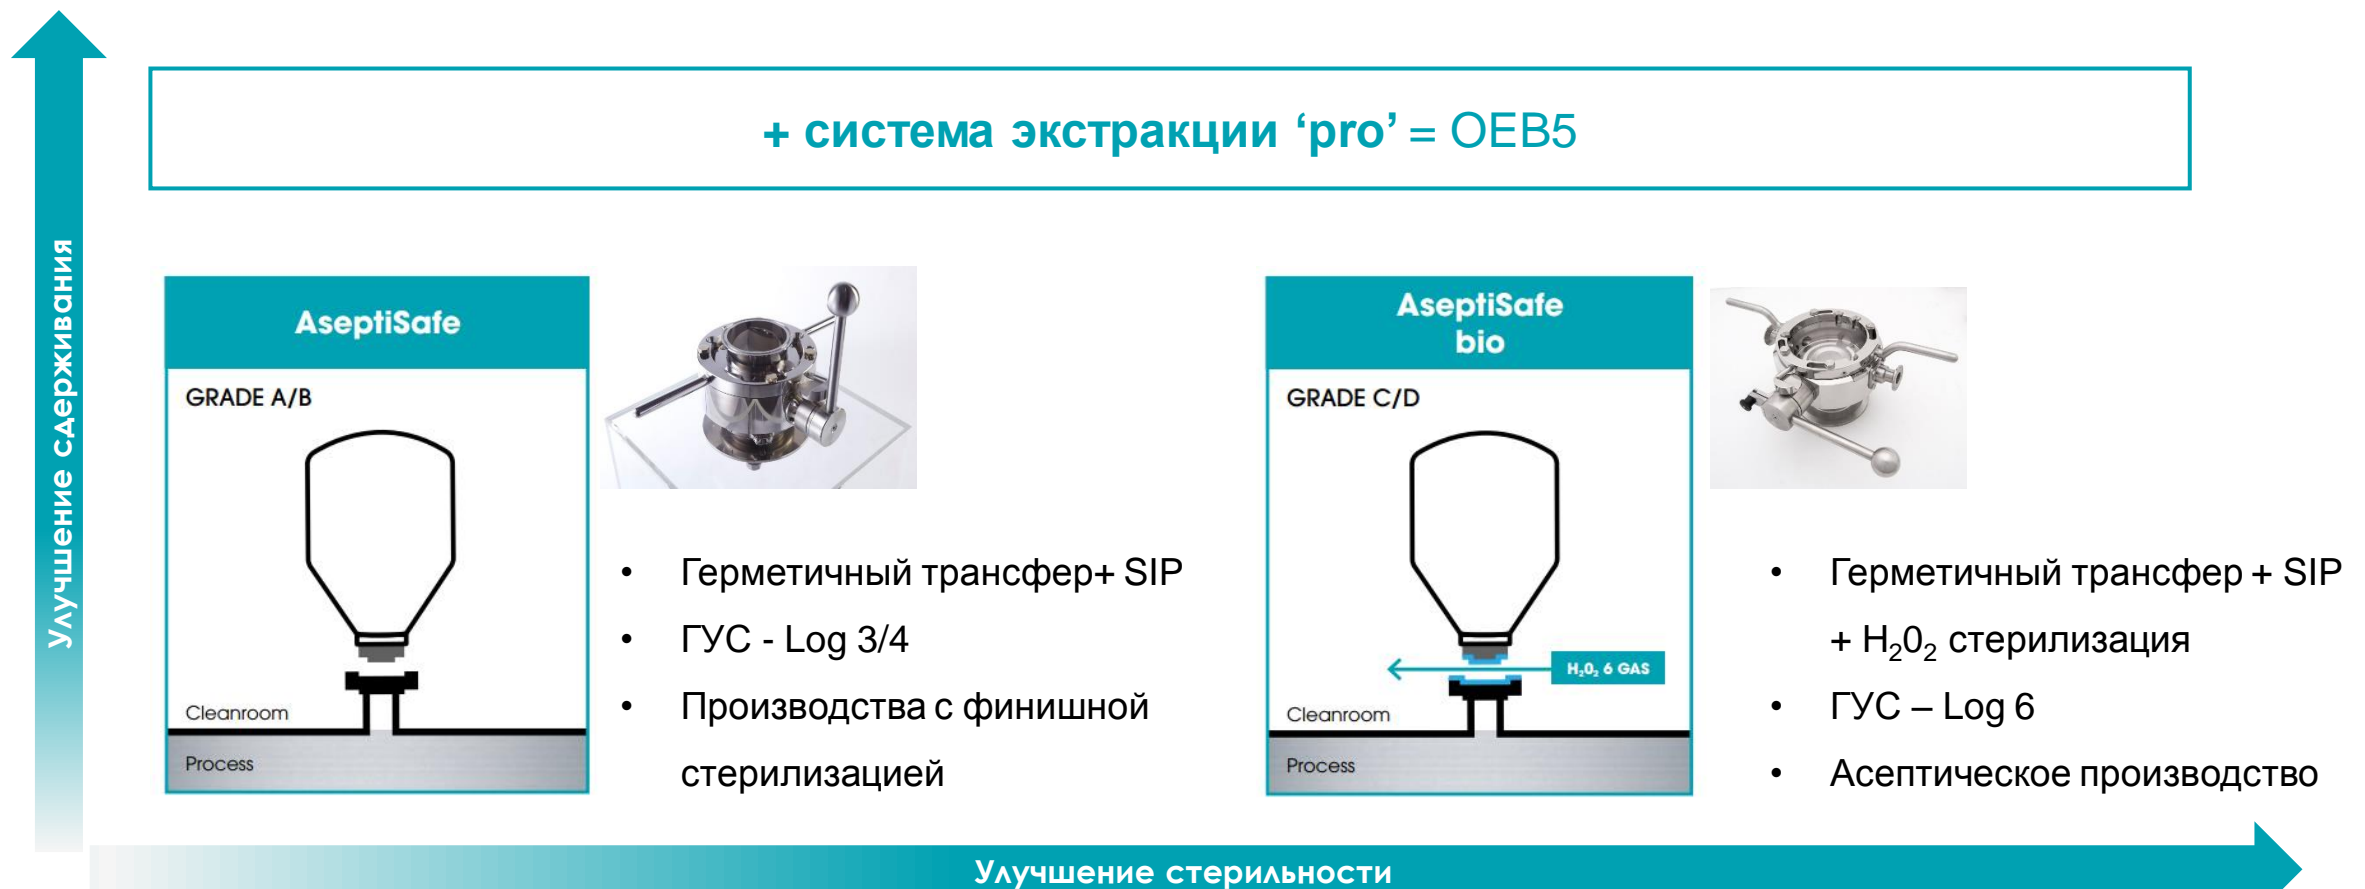 + система экстракции ‘pro’ = OEB5
Улучшение сдерживания
AseptiSafe
GRADE A/B
Cleanroom
Process
• Герметичный трансфер+ SIP
• ГУС - Log 3/4
• Производства с финишной
стерилизацией
AseptiSafe
bio
GRADE C/D
H₂0₂ 6 GAS
Cleanroom
Process
• Герметичный трансфер + SIP
+ H₂0₂ стерилизация
• ГУС – Log 6
• Асептическое производство
Улучшение стерильности